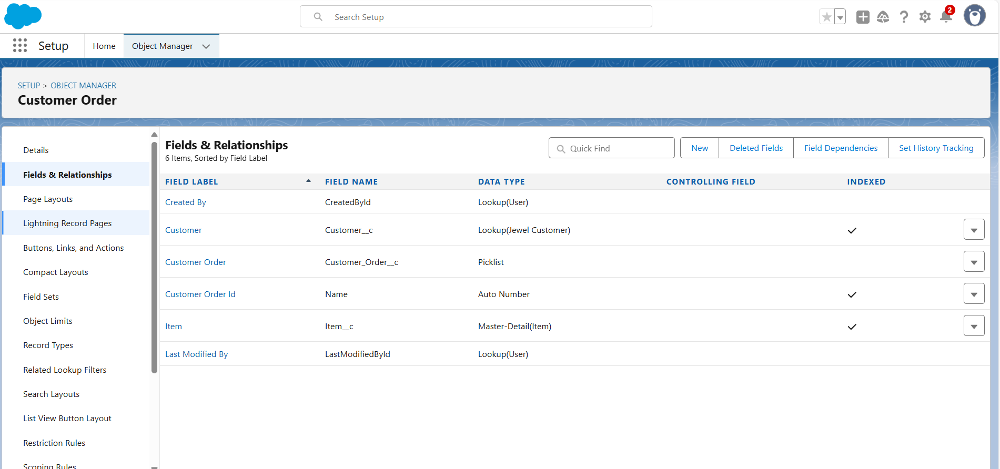 Search Setup
2
Setup
Home
Object Manager
SETUP > OBJECT MANAGER
Customer Order
Details
Fields & Relationships
Page Layouts
Lightning Record Pages
Buttons, Links, and Actions
Compact Layouts
Field Sets
Object Limits
Record Types
Related Lookup Filters
Search Layouts
List View Button Layout
Restriction Rules
Scoping Rules
Fields & Relationships
6 Items, Sorted by Field Label
Quick Find
New
Deleted Fields
Field Dependencies
Set History Tracking
FIELD LABEL FIELD NAME DATA TYPE CONTROLLING FIELD INDEXED
Created By CreatedById Lookup(User)
Customer Customer__c Lookup(Jewel Customer)
Customer Order Customer_Order__c Picklist
Customer Order Id Name Auto Number
Item Item__c Master-Detail(Item)
Last Modified By LastModifiedById Lookup(User)